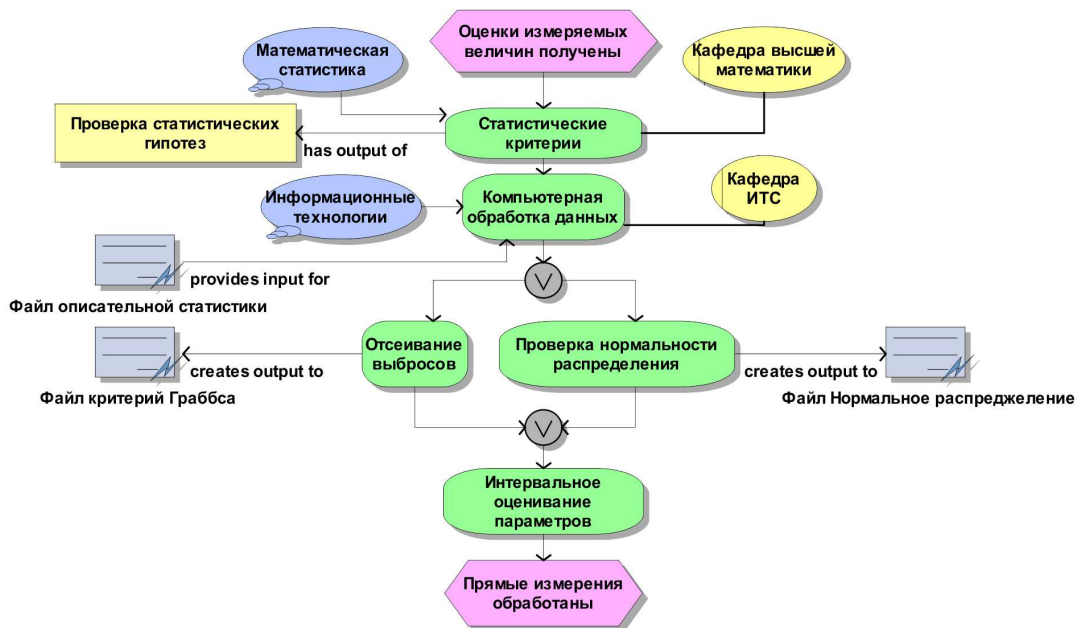 Оценки измеряемых
величин получены
Математическая
статистика
Кафедра высшей
математики
Проверка статистических
гипотез
has output of
Статистические
критерии
Информационные
технологии
Компьютерная
обработка данных
Кафедра
ИТС
provides input for
Файл описательной статистики
V
Отсеивание
выбросов
Проверка нормальности
распределения
creates output to
Файл критерий Граббса
creates output to
Файл Нормальное распреджеление
V
Интервальное
оценивание
параметров
Прямые измерения
обработаны